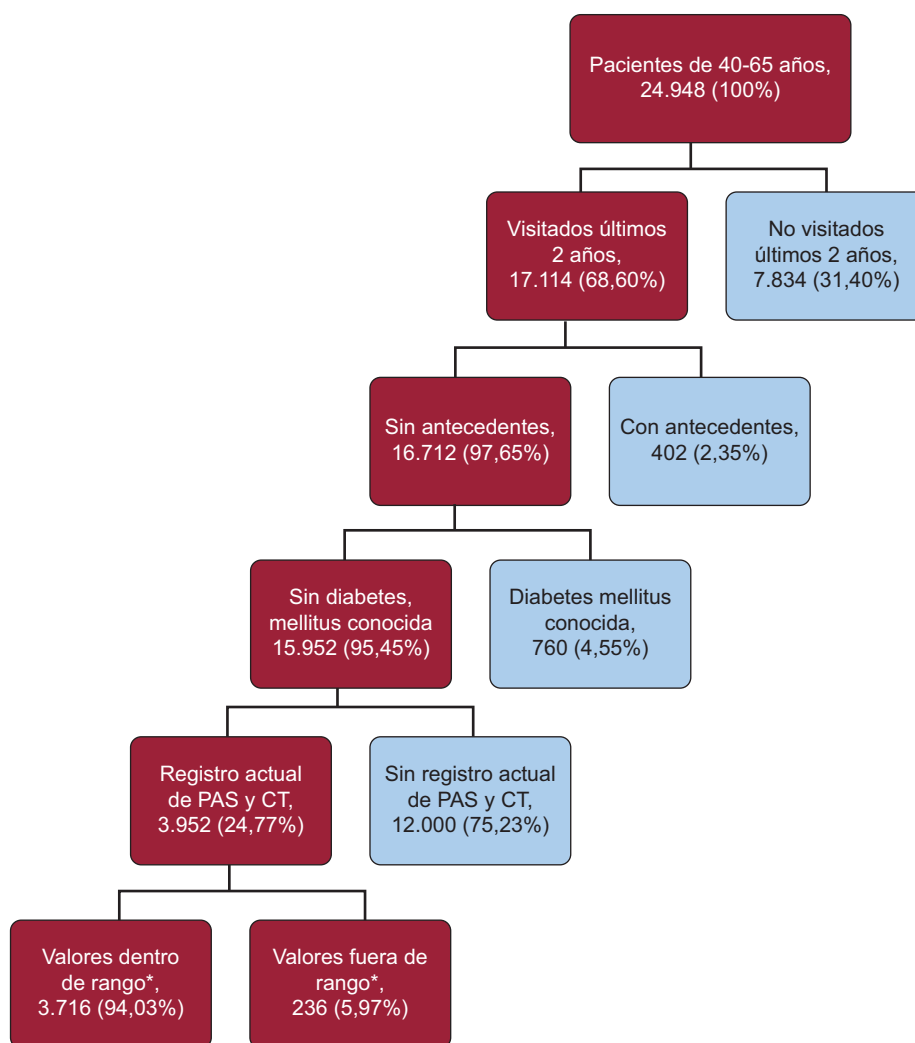 Pacientes de 40-65 años,
24.948 (100%)
Visitados últimos
2 años,
17.114 (68,60%)
No visitados
últimos 2 años,
7.834 (31,40%)
Sin antecedentes,
16.712 (97,65%)
Con antecedentes,
402 (2,35%)
Sin diabetes,
mellitus conocida
15.952 (95,45%)
Diabetes mellitus
conocida,
760 (4,55%)
Registro actual
de PAS y CT,
3.952 (24,77%)
Sin registro actual
de PAS y CT,
12.000 (75,23%)
Valores dentro
de rango*,
3.716 (94,03%)
Valores fuera de
rango*,
236 (5,97%)